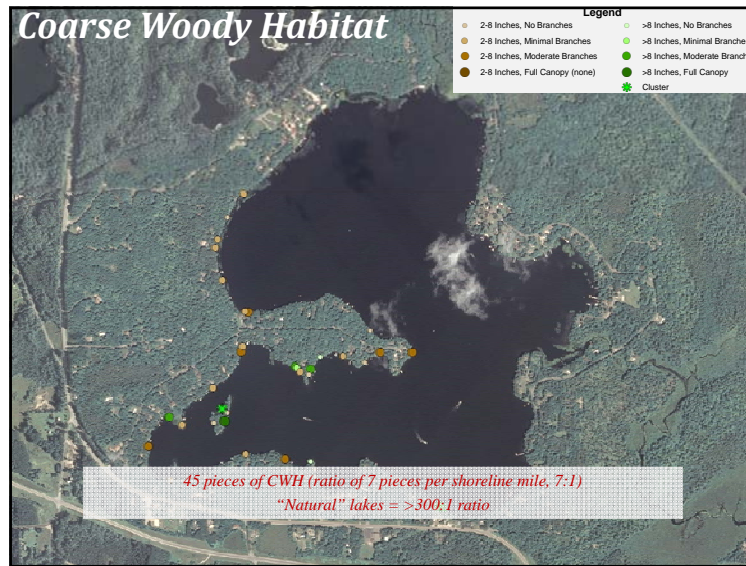 Coarse Woody Habitat
Legend
2-8 Inches, No Branches
2-8 Inches, Minimal Branches
2-8 Inches, Moderate Branches
2-8 Inches, Full Canopy (none)
>8 Inches, No Branches
>8 Inches, Minimal Branches
>8 Inches, Moderate Branch
>8 Inches, Full Canopy
Cluster
45 pieces of CWH (ratio of 7 pieces per shoreline mile, 7:1)
“Natural” lakes = >300:1 ratio